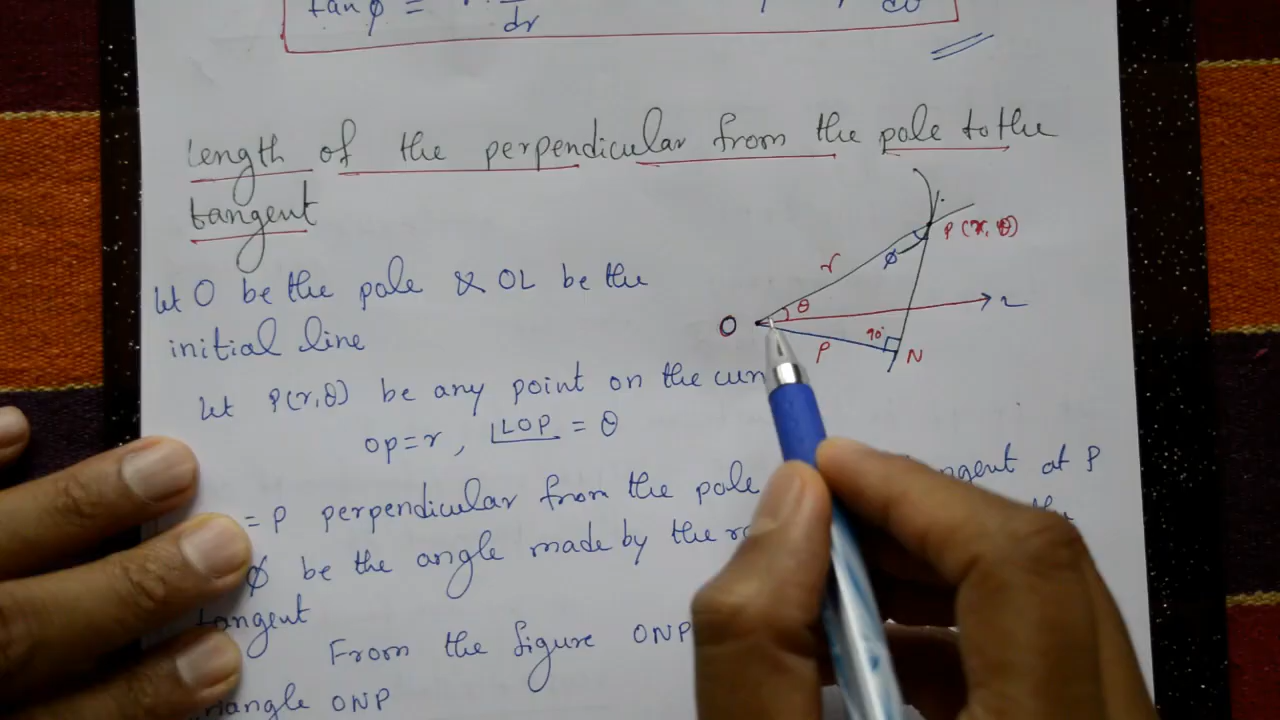 tan φ =
dr
Length of the perpendicular from the pole to the
tangent
P(r, θ)
r
φ
Let O be the pole & OL be the
θ
L
O
initial line
90°
p
N
Let P(r,θ) be any point on the
op=r, ∠LOP = θ
= P perpendicular from the pole at P
φ be the angle made by the
tangent
From the figure ONP
ONP